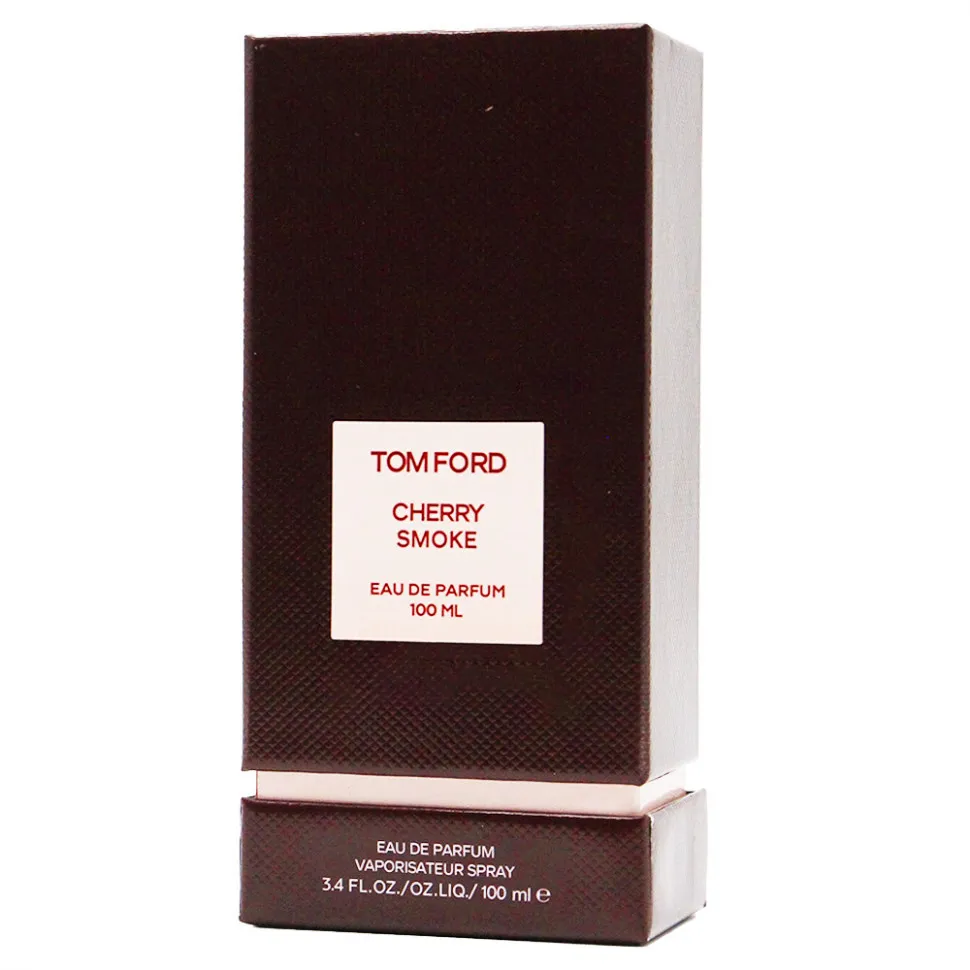 TOM FORD
CHERRY
SMOKE
EAU DE PARFUM
100 ML
EAU DE PARFUM
VAPORISATEUR SPRAY
3.4 FL.OZ./OZ.LIQ./ 100 ml ℮